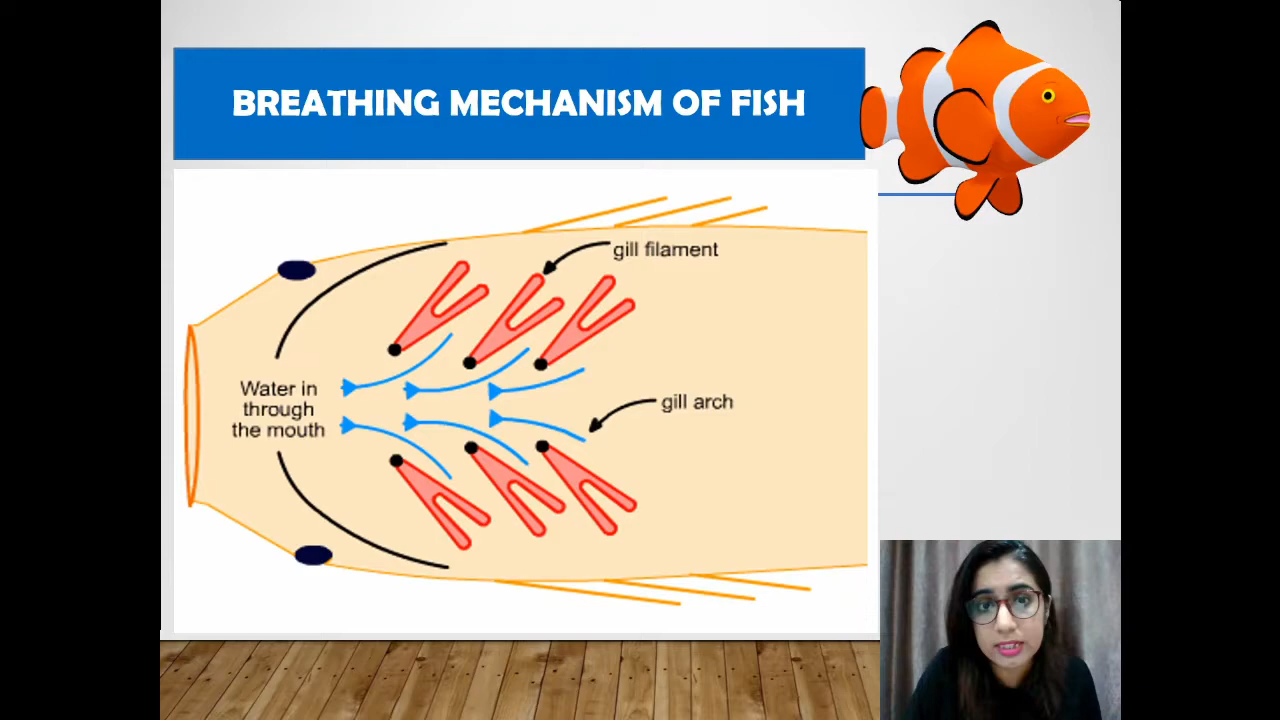 BREATHING MECHANISM OF FISH
gill filament
Water in
through
the mouth
gill arch